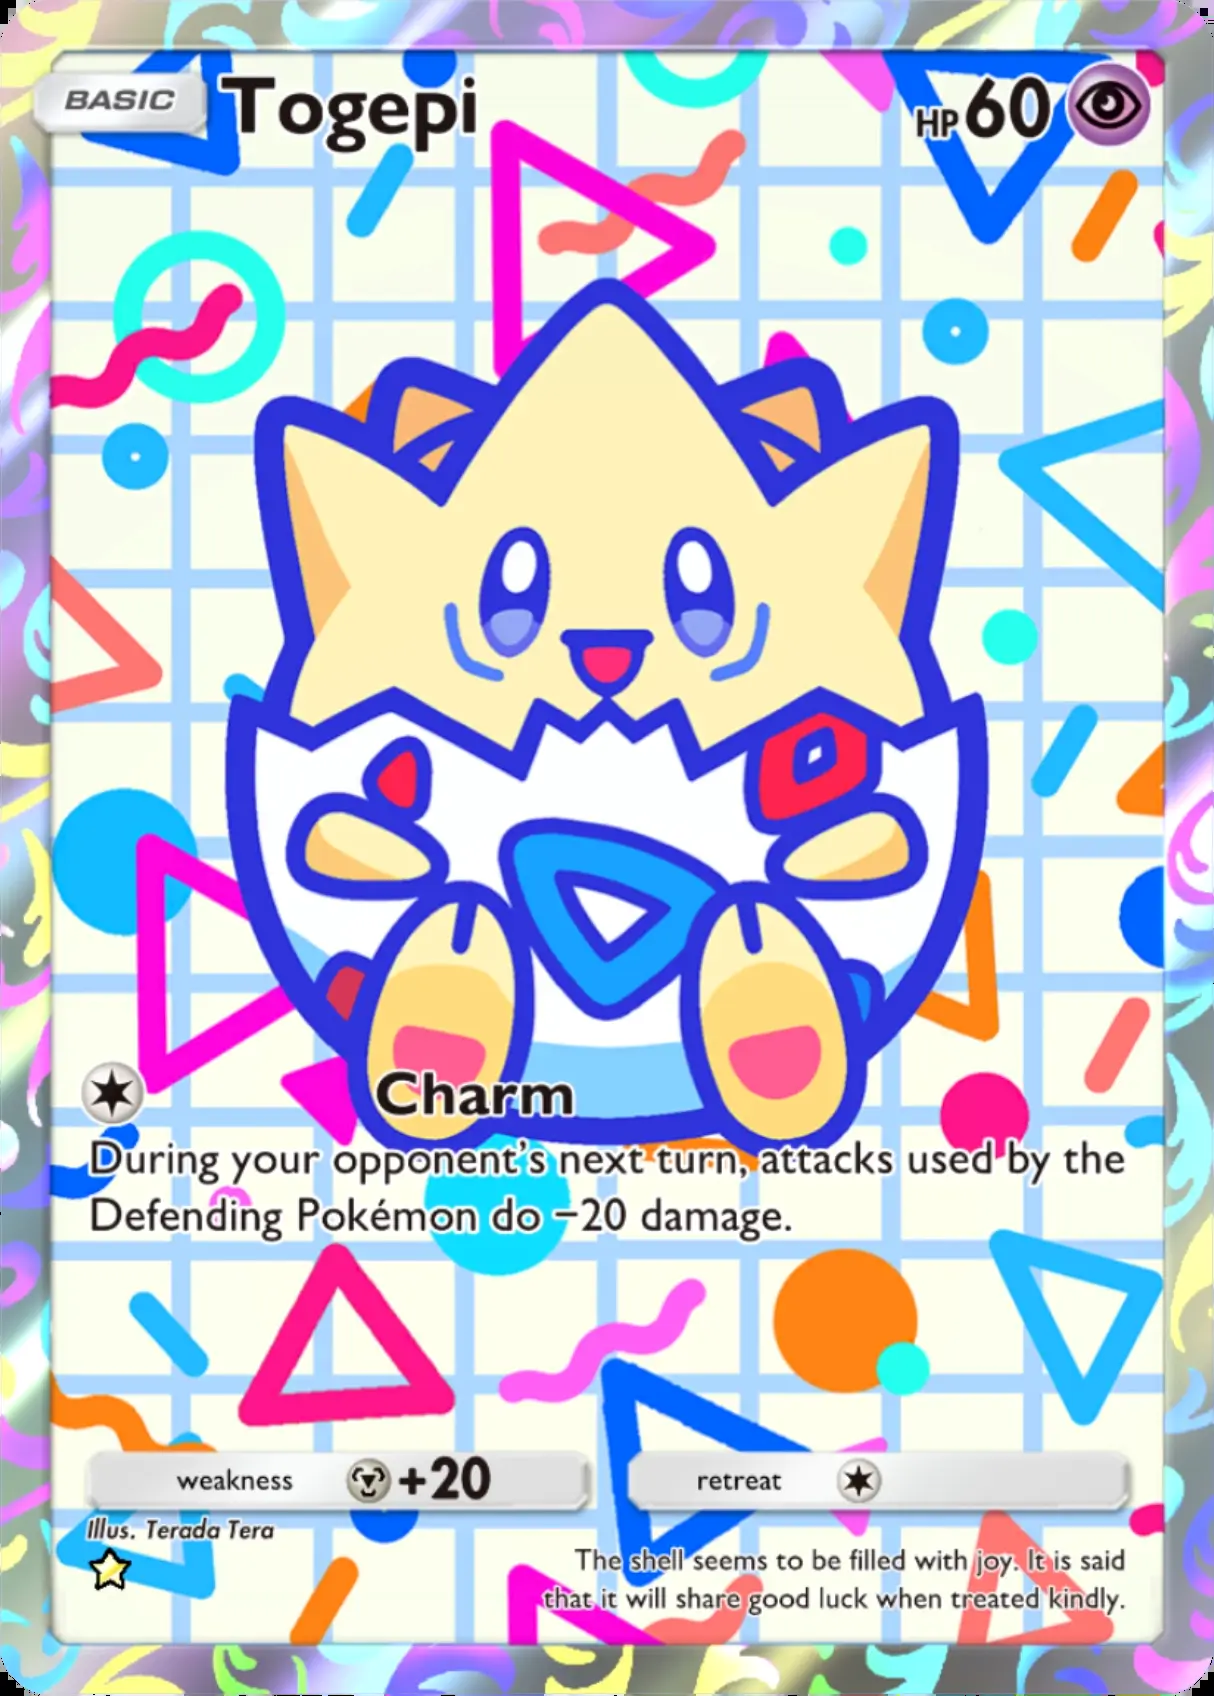 BASIC
Togepi
HP 60
Charm
During your opponent's next turn, attacks used by the
Defending Pokémon do −20 damage.
weakness +20
retreat
Illus. Terada Tera
The shell seems to be filled with joy. It is said
that it will share good luck when treated kindly.